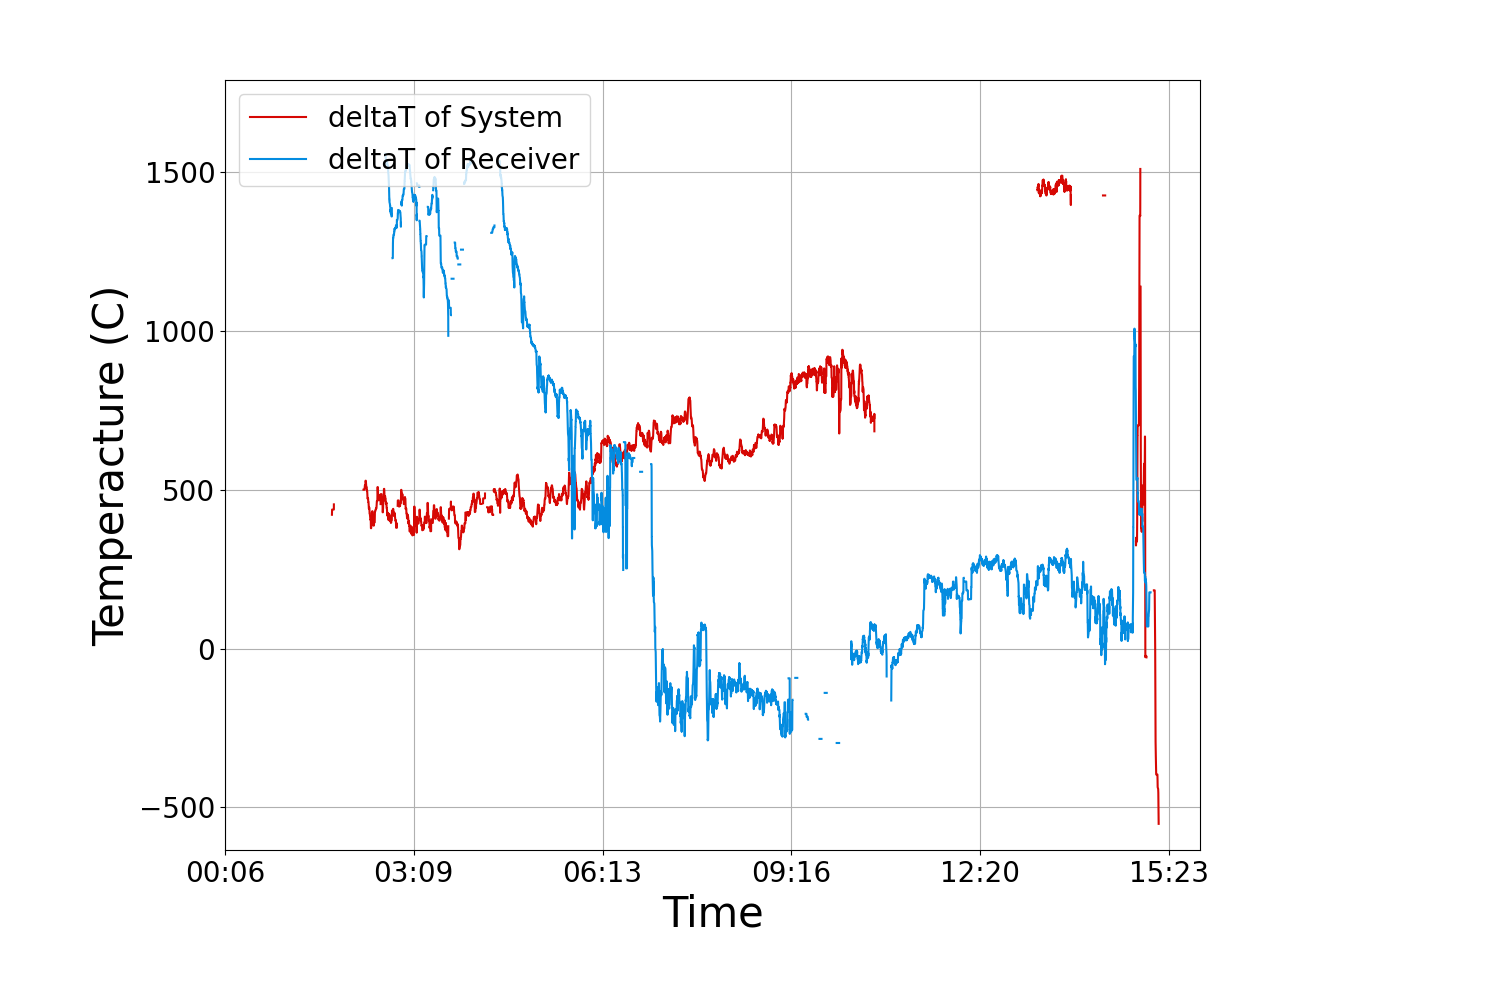 deltaT of System
deltaT of Receiver
1500
1000
500
0
−500
Temperacture (C)
00:06 03:09 06:13 09:16 12:20 15:23
Time